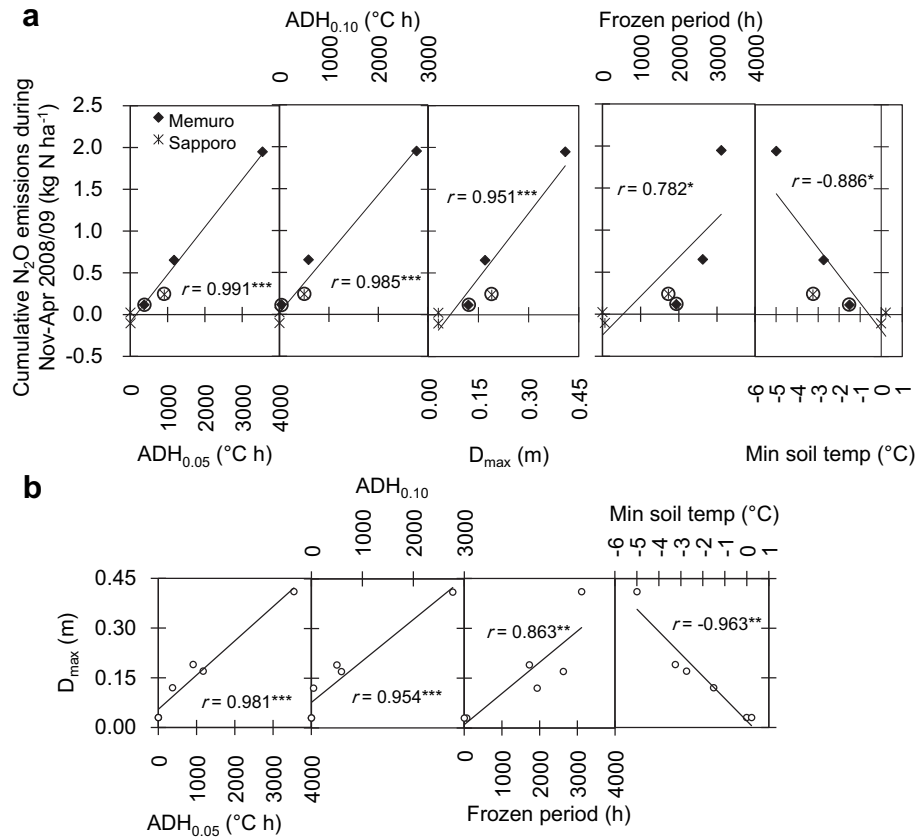 a
ADH0.10 (°C h)
Frozen period (h)
0 1000 2000 3000
0 1000 2000 3000 4000
Cumulative N2O emissions during
Nov-Apr 2008/09 (kg N ha-1)
2.5
2.0
1.5
1.0
0.5
0.0
-0.5
Memuro
Sapporo
r = 0.991***
r = 0.985***
r = 0.951***
r = 0.782*
r = -0.886*
0 1000 2000 3000 4000
0.00 0.15 0.30 0.45
-6 -5 -4 -3 -2 -1 0 1
ADH0.05 (°C h)
Dmax (m)
Min soil temp (°C)
b
ADH0.10
Min soil temp (°C)
0 1000 2000 3000
-6 -5 -4 -3 -2 -1 0 1
Dmax (m)
0.45
0.30
0.15
0.00
r = 0.981***
r = 0.954***
r = 0.863**
r = -0.963**
0 1000 2000 3000 4000
0 1000 2000 3000 4000
ADH0.05 (°C h)
Frozen period (h)